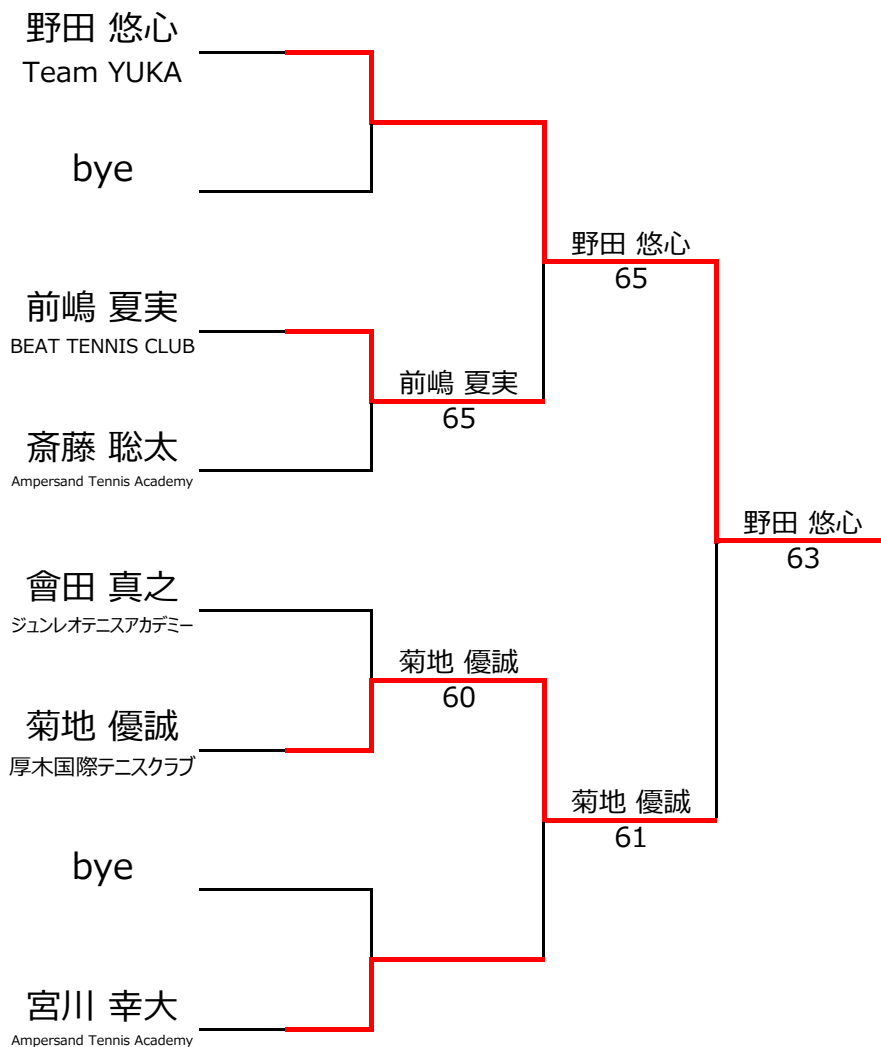 野田 悠心
Team YUKA
bye
野田 悠心
65
前嶋 夏実
BEAT TENNIS CLUB
前嶋 夏実
65
斎藤 聡太
Ampersand Tennis Academy
野田 悠心
63
會田 真之
ジュンレオテニスアカデミー
菊地 優誠
60
菊地 優誠
厚木国際テニスクラブ
菊地 優誠
61
bye
宮川 幸大
Ampersand Tennis Academy